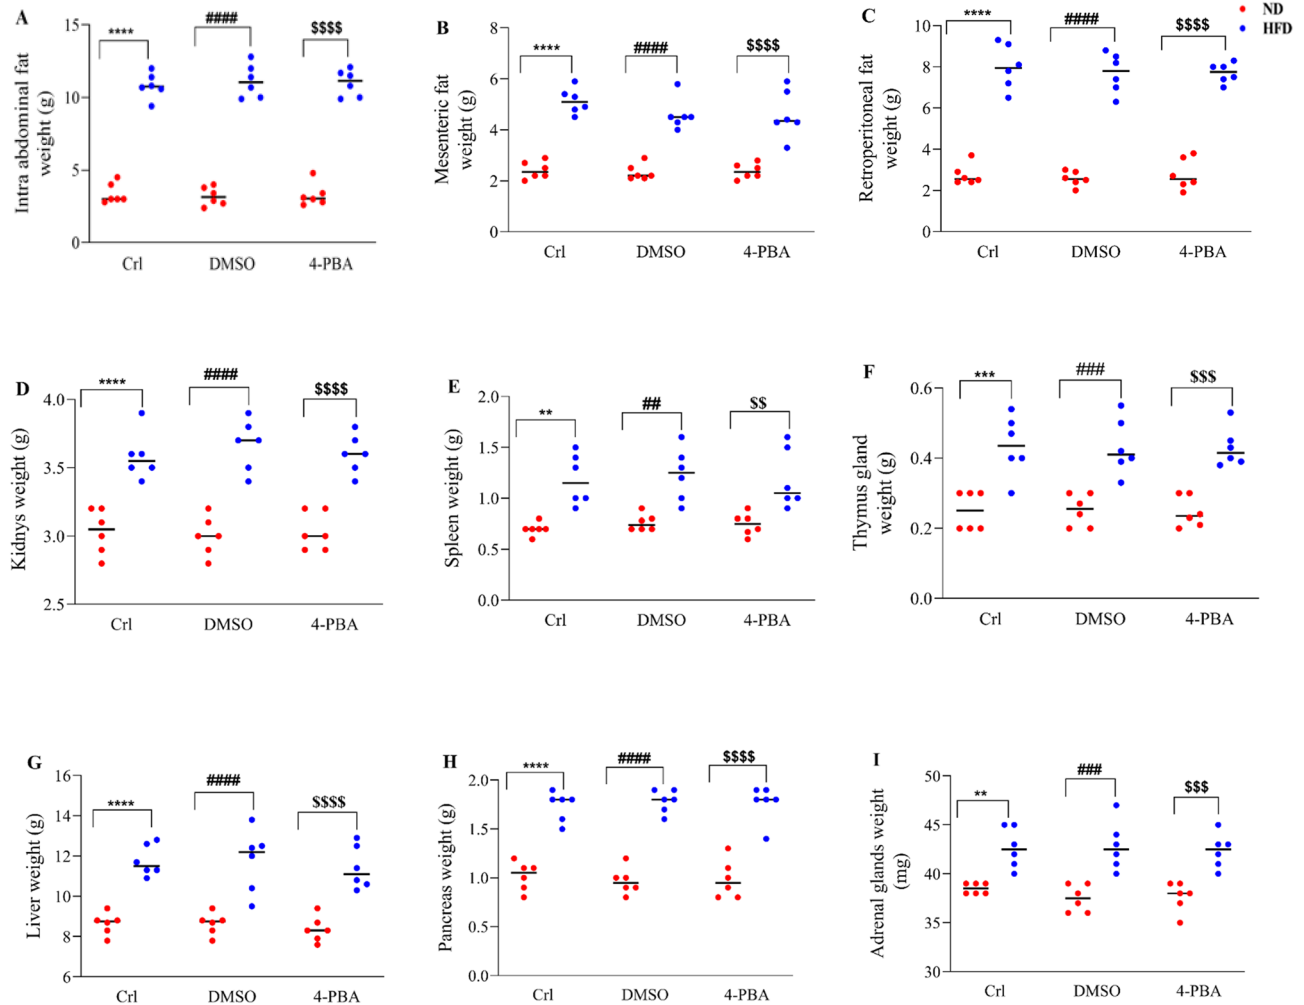 A
Intra abdominal fat
weight (g)
15
10
5
0
****
####
$$$$
Crl DMSO 4-PBA
B
Mesenteric fat
weight (g)
8
6
4
2
0
****
####
$$$$
Crl DMSO 4-PBA
C
Retroperitoneal fat
weight (g)
10
8
6
4
2
0
****
####
$$$$
Crl DMSO 4-PBA
ND
HFD
D
Kidnys weight (g)
4.0
3.5
3.0
2.5
****
####
$$$$
Crl DMSO 4-PBA
E
Spleen weight (g)
2.0
1.5
1.0
0.5
0.0
**
##
$$
Crl DMSO 4-PBA
F
Thymus gland
weight (g)
0.6
0.4
0.2
0.0
***
###
$$$
Crl DMSO 4-PBA
G
Liver weight (g)
16
14
12
10
8
6
****
####
$$$$
Crl DMSO 4-PBA
H
Pancreas weight (g)
2.0
1.5
1.0
0.5
0.0
****
####
$$$$
Crl DMSO 4-PBA
I
Adrenal glands weight
(mg)
50
45
40
35
30
**
###
$$$
Crl DMSO 4-PBA